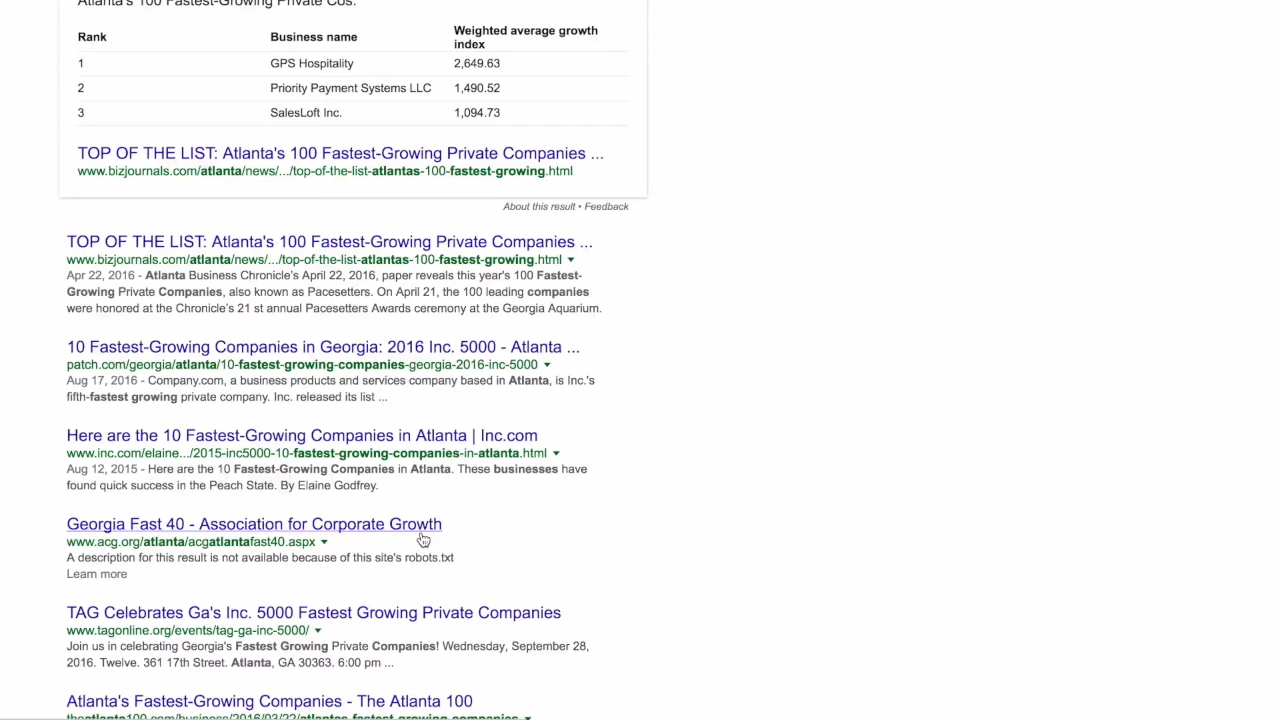 Atlanta's 100 Fastest-Growing Private Cos.
Rank Business name Weighted average growth index
1 GPS Hospitality 2,649.63
2 Priority Payment Systems LLC 1,490.52
3 SalesLoft Inc. 1,094.73
TOP OF THE LIST: Atlanta's 100 Fastest-Growing Private Companies ...
www.bizjournals.com/atlanta/news/.../top-of-the-list-atlantas-100-fastest-growing.html
About this result • Feedback
TOP OF THE LIST: Atlanta's 100 Fastest-Growing Private Companies ...
www.bizjournals.com/atlanta/news/.../top-of-the-list-atlantas-100-fastest-growing.html
Apr 22, 2016 - Atlanta Business Chronicle's April 22, 2016, paper reveals this year's 100 Fastest-
Growing Private Companies, also known as Pacesetters. On April 21, the 100 leading companies
were honored at the Chronicle's 21 st annual Pacesetters Awards ceremony at the Georgia Aquarium.
10 Fastest-Growing Companies in Georgia: 2016 Inc. 5000 - Atlanta ...
patch.com/georgia/atlanta/10-fastest-growing-companies-georgia-2016-inc-5000
Aug 17, 2016 - Company.com, a business products and services company based in Atlanta, is Inc.'s
fifth-fastest growing private company. Inc. released its list ...
Here are the 10 Fastest-Growing Companies in Atlanta | Inc.com
www.inc.com/elaine.../2015-inc5000-10-fastest-growing-companies-in-atlanta.html
Aug 12, 2015 - Here are the 10 Fastest-Growing Companies in Atlanta. These businesses have
found quick success in the Peach State. By Elaine Godfrey.
Georgia Fast 40 - Association for Corporate Growth
www.acg.org/atlanta/acgatlantafast40.aspx
A description for this result is not available because of this site's robots.txt
Learn more
TAG Celebrates Ga's Inc. 5000 Fastest Growing Private Companies
www.tagonline.org/events/tag-ga-inc-5000/
Join us in celebrating Georgia's Fastest Growing Private Companies! Wednesday, September 28,
2016. Twelve. 361 17th Street. Atlanta, GA 30363. 6:00 pm ...
Atlanta's Fastest-Growing Companies - The Atlanta 100
theatlanta100.com/business/2016/03/22/atlantas-fastest-growing-companies